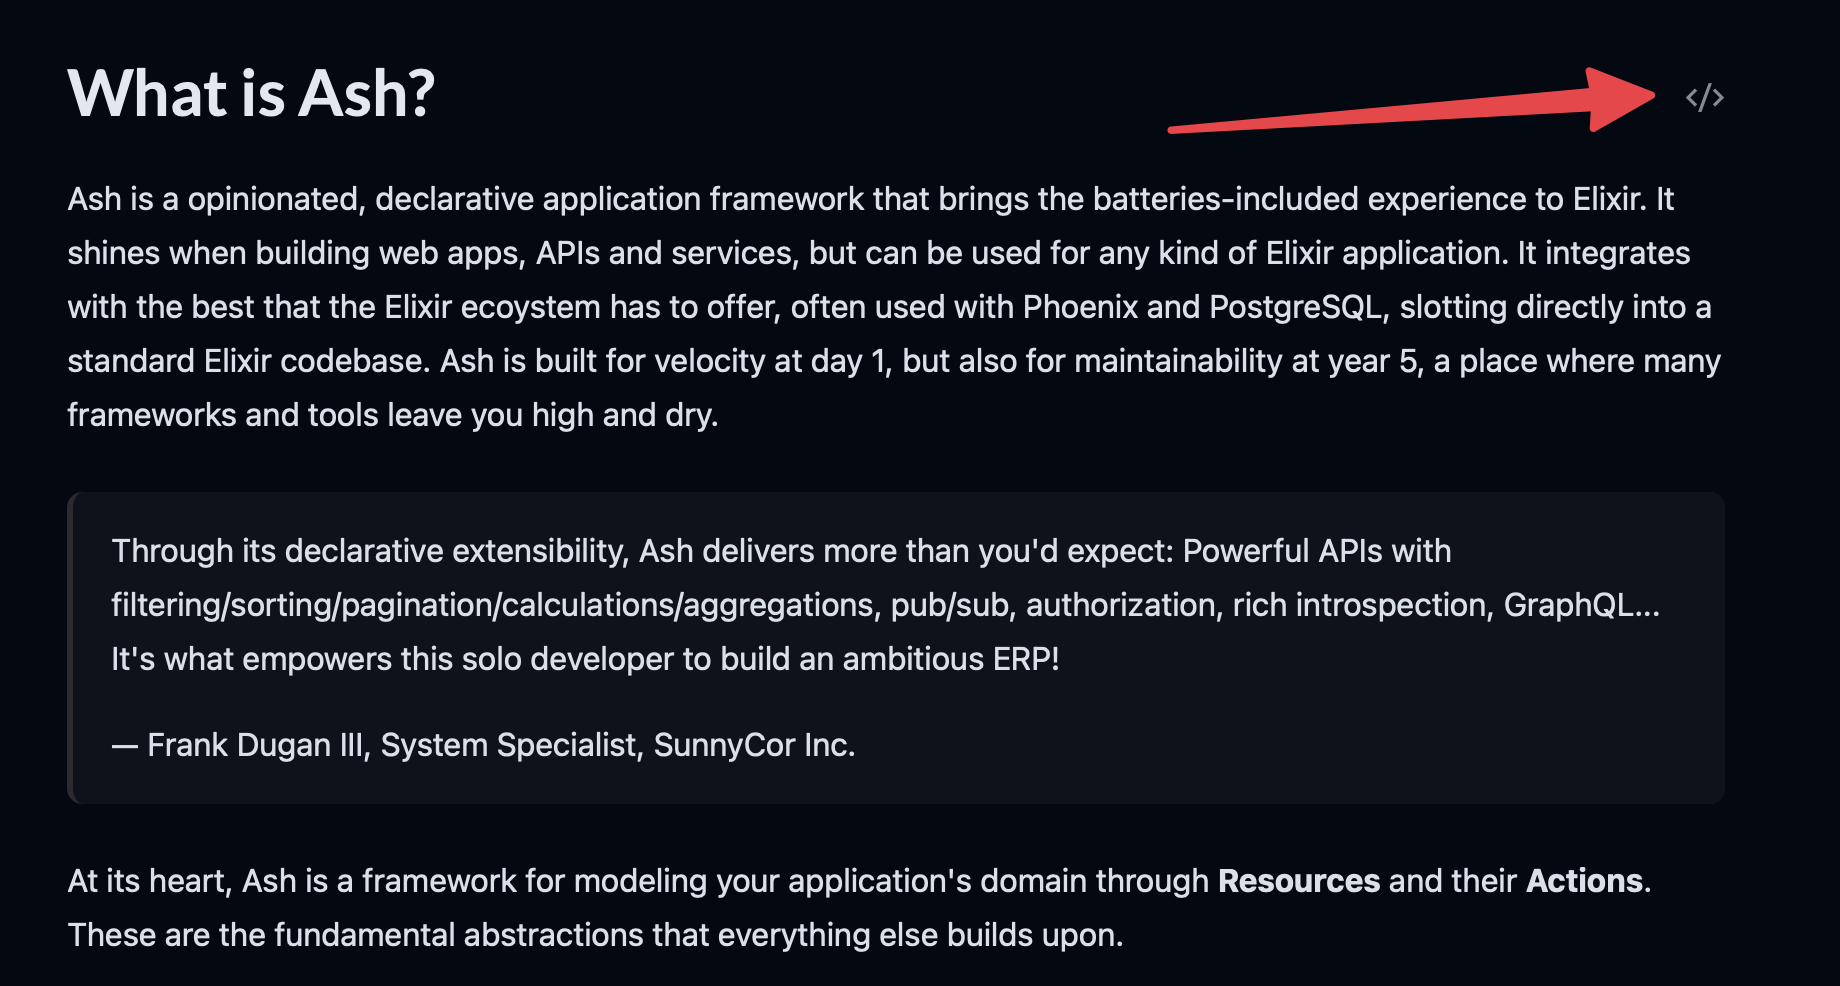 What is Ash?
</>
Ash is a opinionated, declarative application framework that brings the batteries-included experience to Elixir. It
shines when building web apps, APIs and services, but can be used for any kind of Elixir application. It integrates
with the best that the Elixir ecoystem has to offer, often used with Phoenix and PostgreSQL, slotting directly into a
standard Elixir codebase. Ash is built for velocity at day 1, but also for maintainability at year 5, a place where many
frameworks and tools leave you high and dry.
Through its declarative extensibility, Ash delivers more than you'd expect: Powerful APIs with
filtering/sorting/pagination/calculations/aggregations, pub/sub, authorization, rich introspection, GraphQL...
It's what empowers this solo developer to build an ambitious ERP!
— Frank Dugan III, System Specialist, SunnyCor Inc.
At its heart, Ash is a framework for modeling your application's domain through Resources and their Actions.
These are the fundamental abstractions that everything else builds upon.